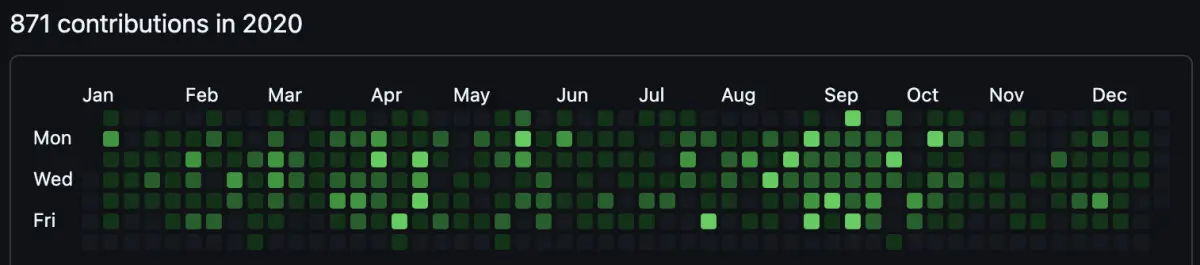 871 contributions in 2020
Jan Feb Mar Apr May Jun Jul Aug Sep Oct Nov Dec
Mon
Wed
Fri